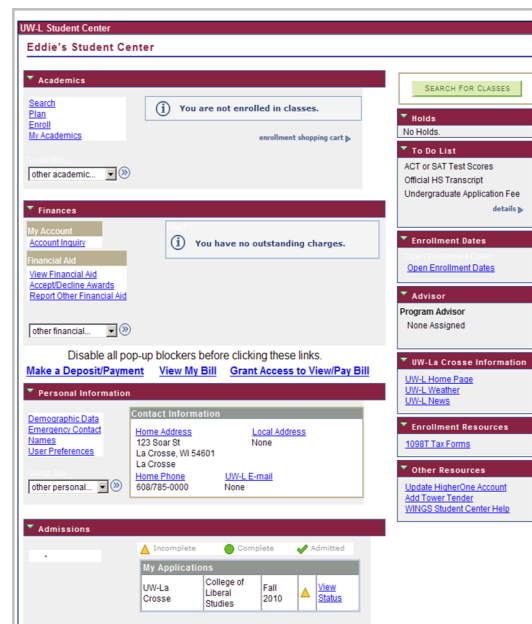 UW-L Student Center
Eddie's Student Center
Academics
Search
Plan
Enroll
My Academics
You are not enrolled in classes.
enrollment shopping cart
other academic...
Finances
My Account
Account Inquiry
Financial Aid
View Financial Aid
Accept/Decline Awards
Report Other Financial Aid
You have no outstanding charges.
other financial...
Disable all pop-up blockers before clicking these links.
Make a Deposit/Payment View My Bill Grant Access to View/Pay Bill
Personal Information
Demographic Data
Emergency Contact
Names
User Preferences
other personal...
Contact Information
Home Address Local Address
123 Soar St None
La Crosse, WI 54601
La Crosse
Home Phone UW-L E-mail
608/785-0000 None
Admissions
Incomplete Complete Admitted
My Applications
UW-La Crosse College of Liberal Studies Fall 2010 View Status
SEARCH FOR CLASSES
Holds
No Holds.
To Do List
ACT or SAT Test Scores
Official HS Transcript
Undergraduate Application Fee
details
Enrollment Dates
Open Enrollment Dates
Advisor
Program Advisor
None Assigned
UW-La Crosse Information
UW-L Home Page
UW-L Weather
UW-L News
Enrollment Resources
1098T Tax Forms
Other Resources
Update HigherOne Account
Add Tower Tender
WINGS Student Center Help